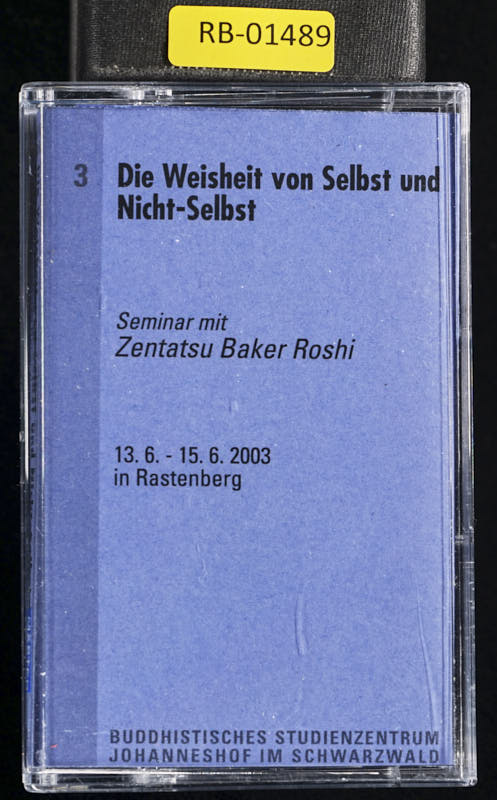 RB-01489
3 Die Weisheit von Selbst und
Nicht-Selbst
Seminar mit
Zentatsu Baker Roshi
13. 6. - 15. 6. 2003
in Rastenberg
BUDDHISTISCHES STUDIENZENTRUM
JOHANNESHOF IM SCHWARZWALD